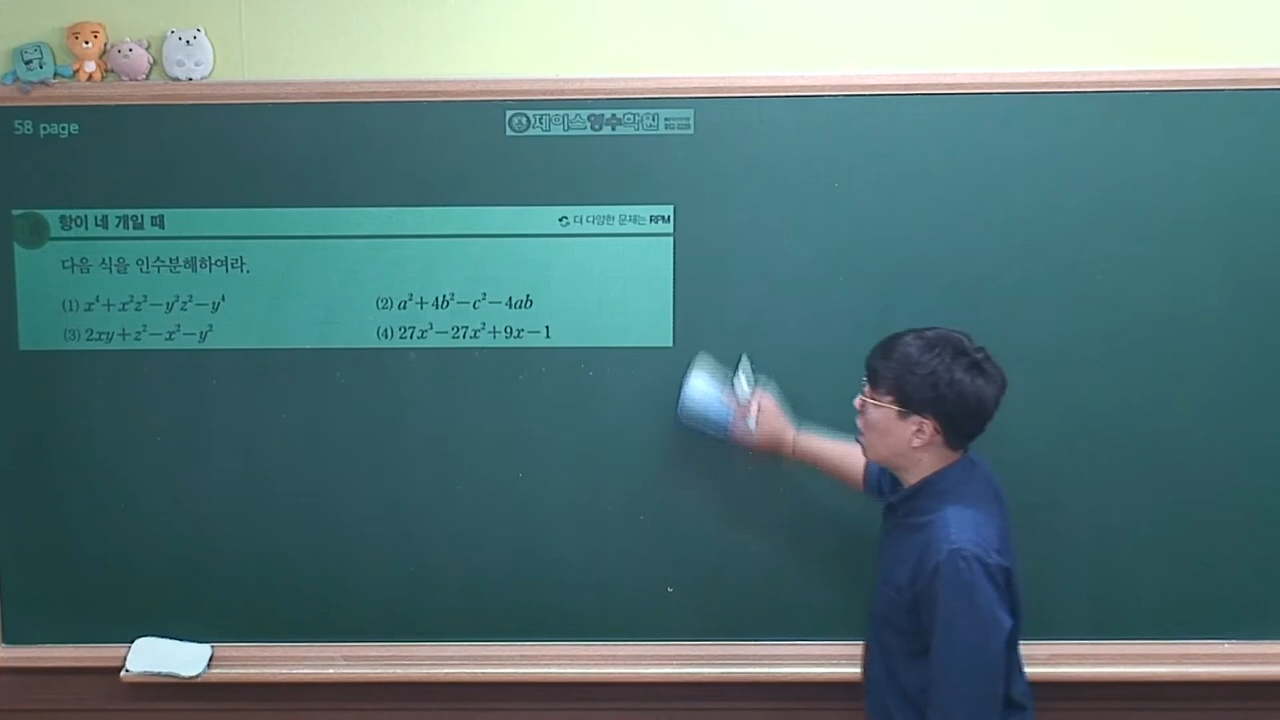 58 page
제이스영수학원
항이 네 개일 때
더 다양한 문제는 RPM
다음 식을 인수분해하여라.
(1) x⁴+x²z²−y²z²−y⁴
(2) a²+4b²−c²−4ab
(3) 2xy+z²−x²−y²
(4) 27x³−27x²+9x−1